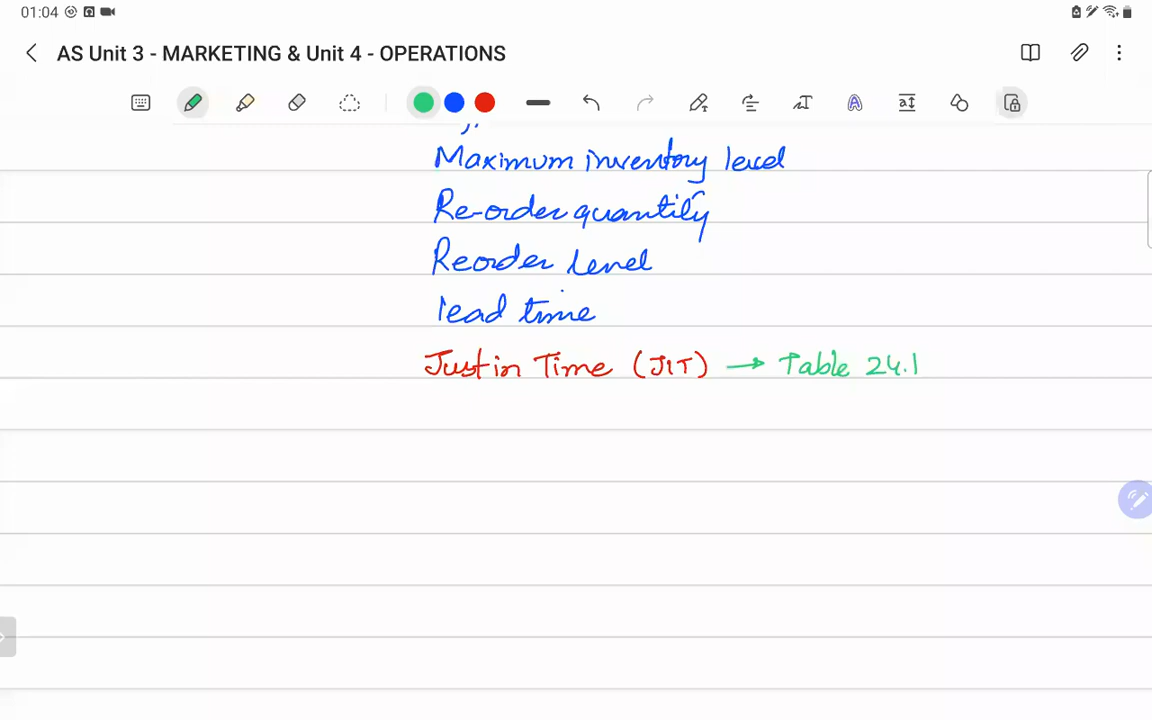 01:04
AS Unit 3 - MARKETING & Unit 4 - OPERATIONS
Maximum inventory level
Re-order quantity
Reorder level
lead time
Just in Time (JIT) → Table 24.1